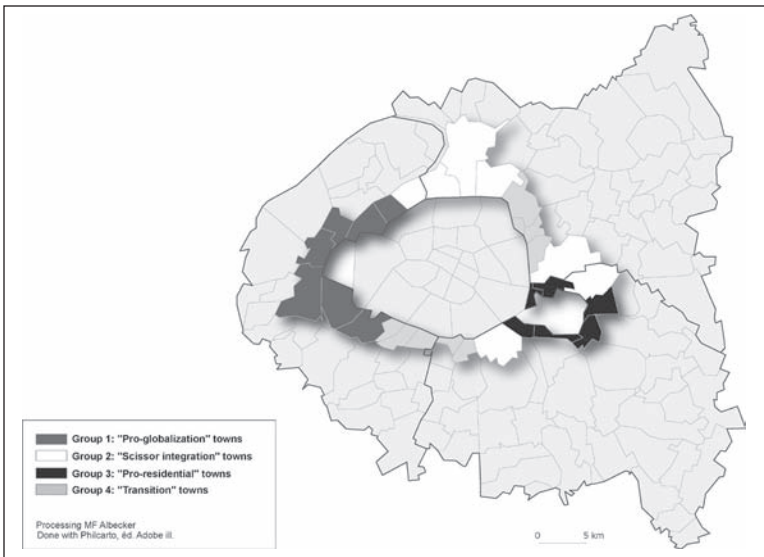 Group 1: "Pro-globalization" towns
Group 2: "Scissor integration" towns
Group 3: "Pro-residential" towns
Group 4: "Transition" towns
Processing MF Albecker
Done with Philcarto, éd. Adobe ill.
0 5 km